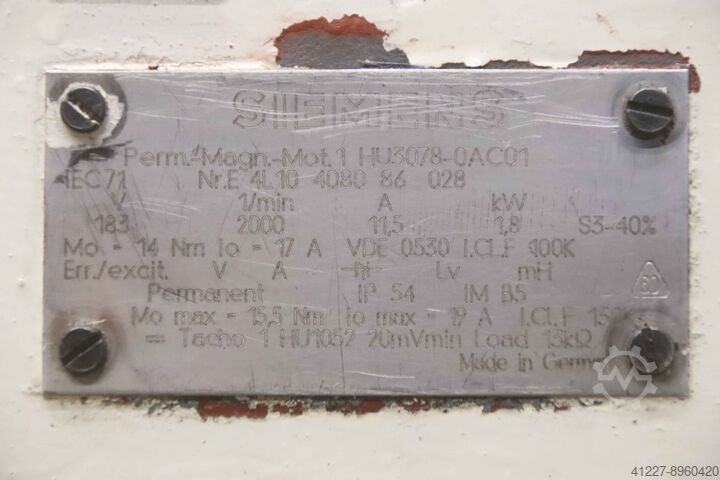 SIEMENS
Perm.-Magn.-Mot.1 HU3078-0AC01
IEC71 Nr.E 4L10 4080 86 028
V 1/min A kW
183 2000 11,5 1,8 S3-40%
Mo = 14 Nm Io = 17 A VDE 0530 I.CL.F 100K
Err./excit. V A Lv mH
Permanent IP 54 IM B5
Mo max = 15,5 Nm Io max = 19 A I.CL.F 150K
Tacho 1 HU1052 20mVmin Load 13kΩ
Made in Germany
41227-8960420